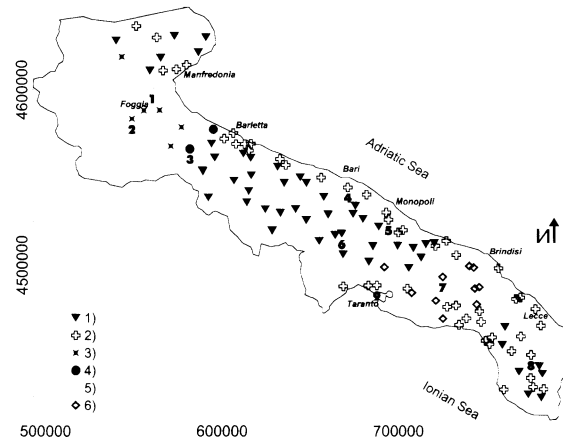 4600000
4500000
Manfredonia
Foggia
1
2
3
Barletta
Adriatic Sea
Bari
4
Monopoli
5
6
Brindisi
N
7
Taranto
Lecce
8
1)
2)
3)
4)
5)
6)
Ionian Sea
500000
600000
700000